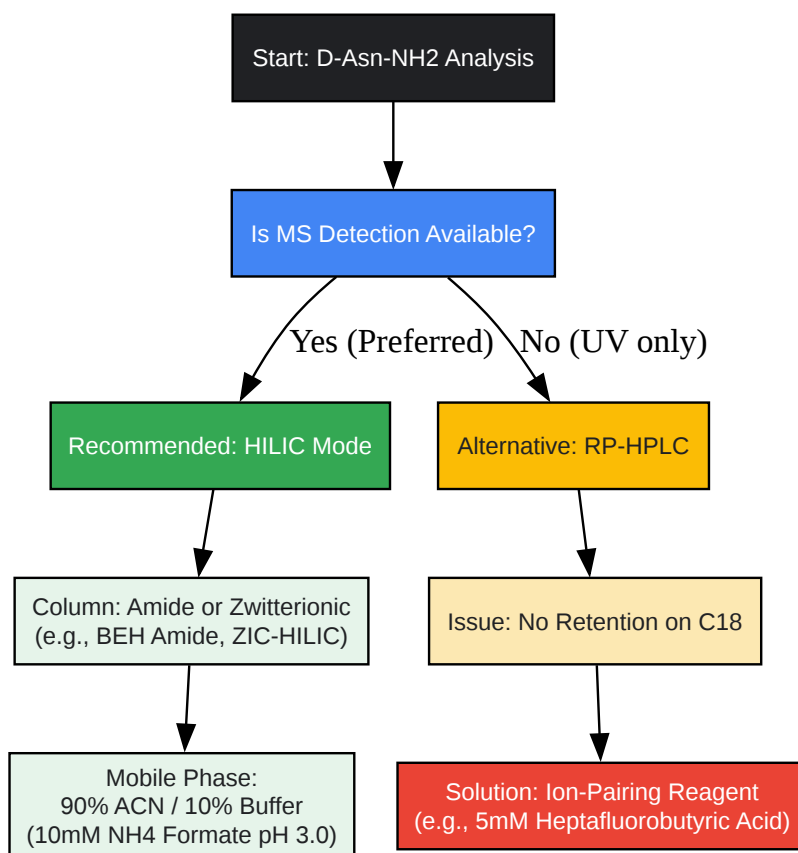 Start: D-Asn-NH2 Analysis
Is MS Detection Available?
Yes (Preferred)
No (UV only)
Recommended: HILIC Mode
Alternative: RP-HPLC
Column: Amide or Zwitterionic
(e.g., BEH Amide, ZIC-HILIC)
Issue: No Retention on C18
Mobile Phase:
90% ACN / 10% Buffer
(10mM NH4 Formate pH 3.0)
Solution: Ion-Pairing Reagent
(e.g., 5mM Heptafluorobutyric Acid)